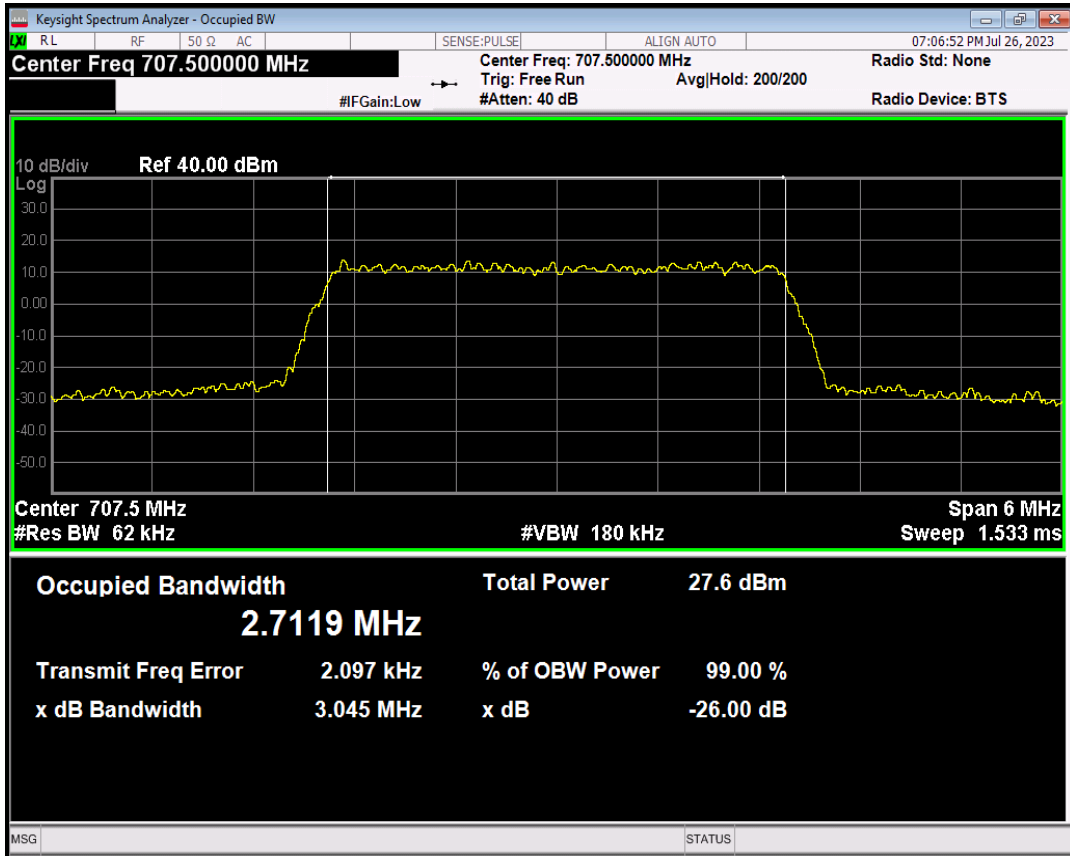 Keysight Spectrum Analyzer - Occupied BW
LXI RL RF 50 Ω AC SENSE:PULSE ALIGN AUTO 07:06:52 PM Jul 26, 2023
Center Freq 707.500000 MHz Center Freq: 707.500000 MHz Radio Std: None
Trig: Free Run Avg|Hold: 200/200
#IFGain:Low #Atten: 40 dB Radio Device: BTS
10 dB/div Ref 40.00 dBm
Log
30.0
20.0
10.0
0.00
-10.0
-20.0
-30.0
-40.0
-50.0
Center 707.5 MHz Span 6 MHz
#Res BW 62 kHz #VBW 180 kHz Sweep 1.533 ms
Occupied Bandwidth Total Power 27.6 dBm
2.7119 MHz
Transmit Freq Error 2.097 kHz % of OBW Power 99.00 %
x dB Bandwidth 3.045 MHz x dB -26.00 dB
MSG STATUS